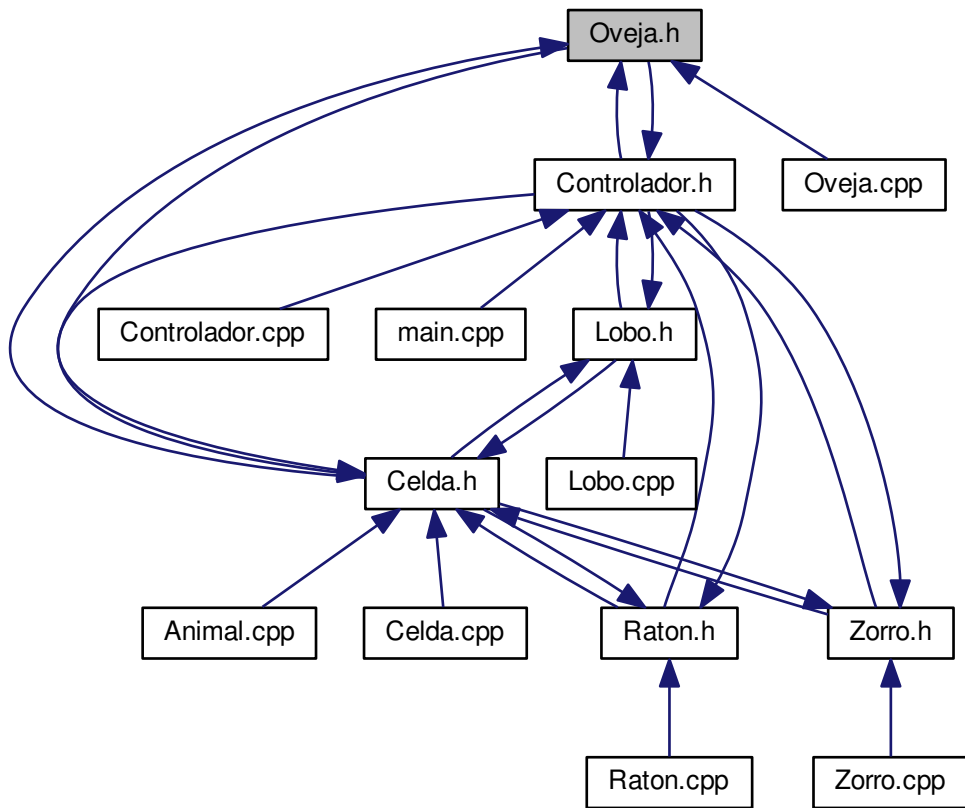 Oveja.h
Controlador.h
Oveja.cpp
Controlador.cpp
main.cpp
Lobo.h
Celda.h
Lobo.cpp
Animal.cpp
Celda.cpp
Raton.h
Zorro.h
Raton.cpp
Zorro.cpp